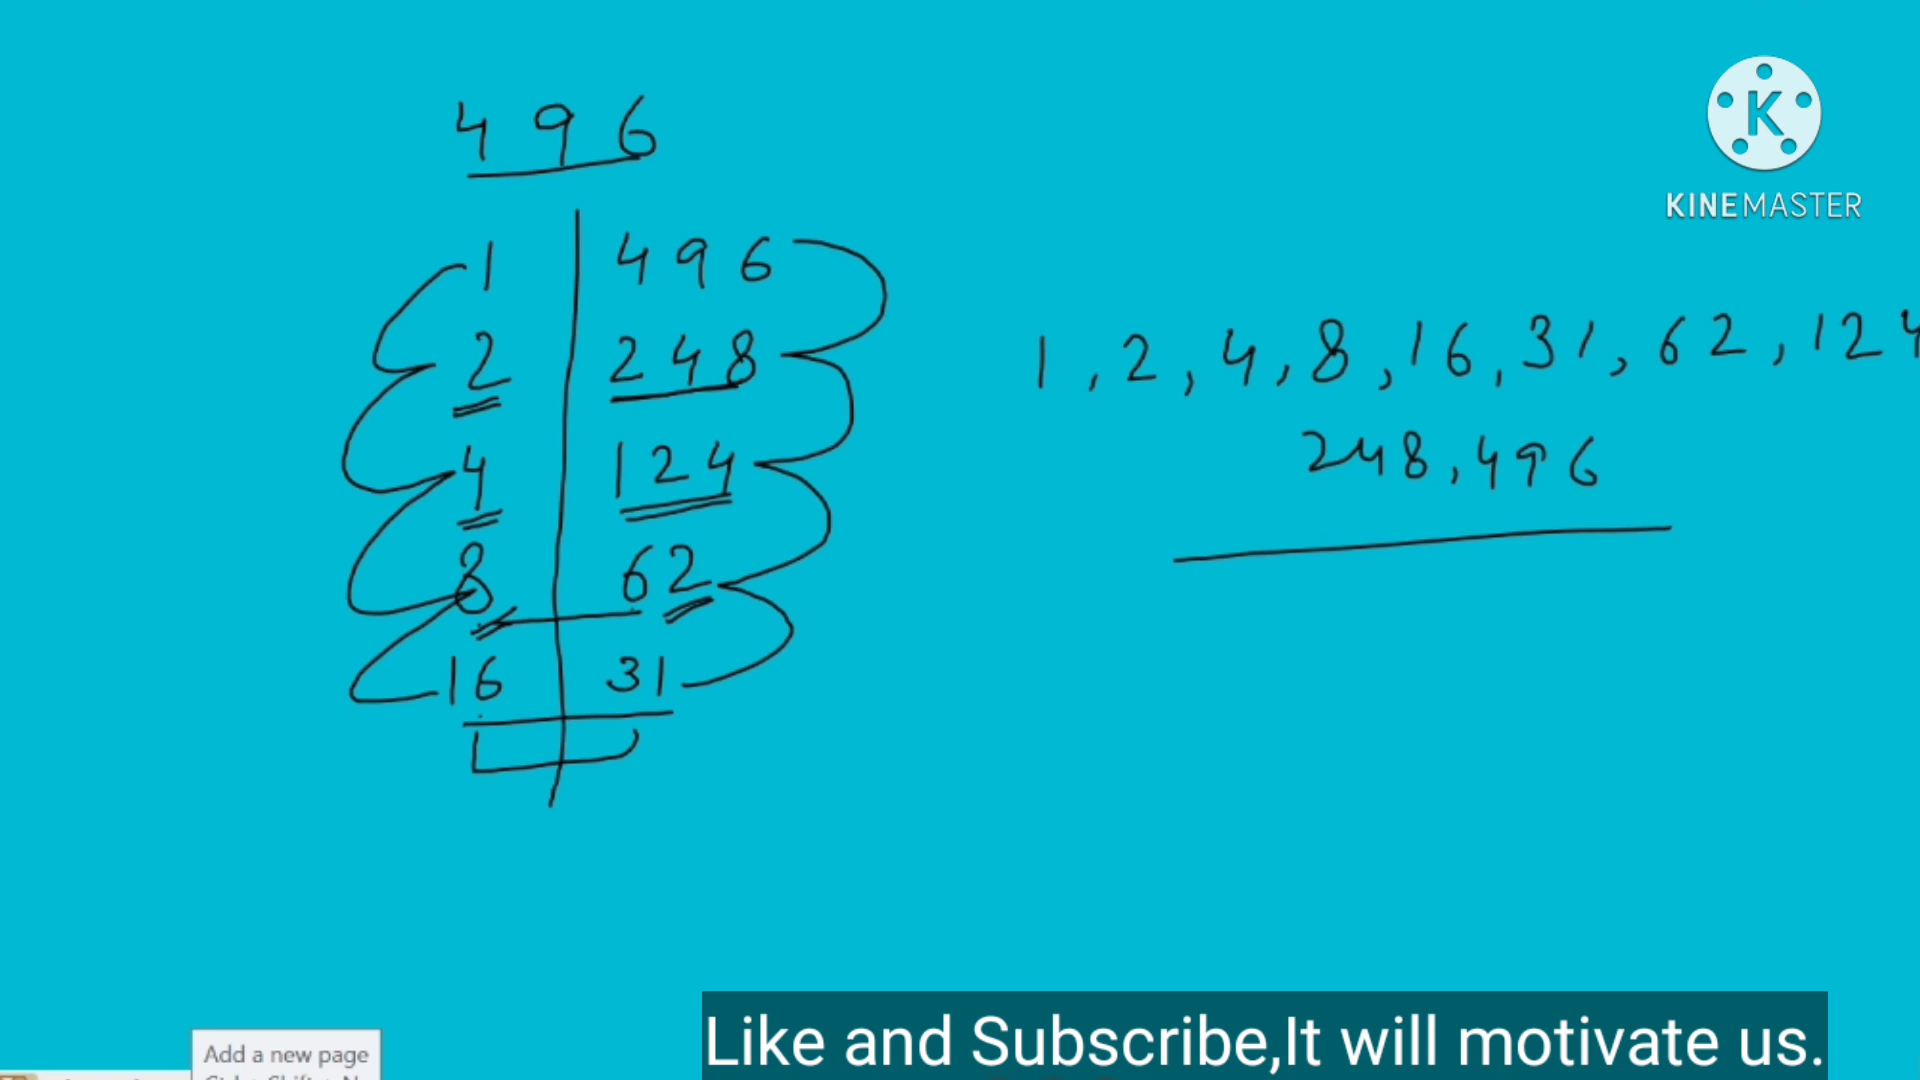 496
1 496
2 248
4 124
8 62
16 31
1, 2, 4, 8, 16, 31, 62, 124
248, 496
K
KINEMASTER
Like and Subscribe,It will motivate us.
Add a new page